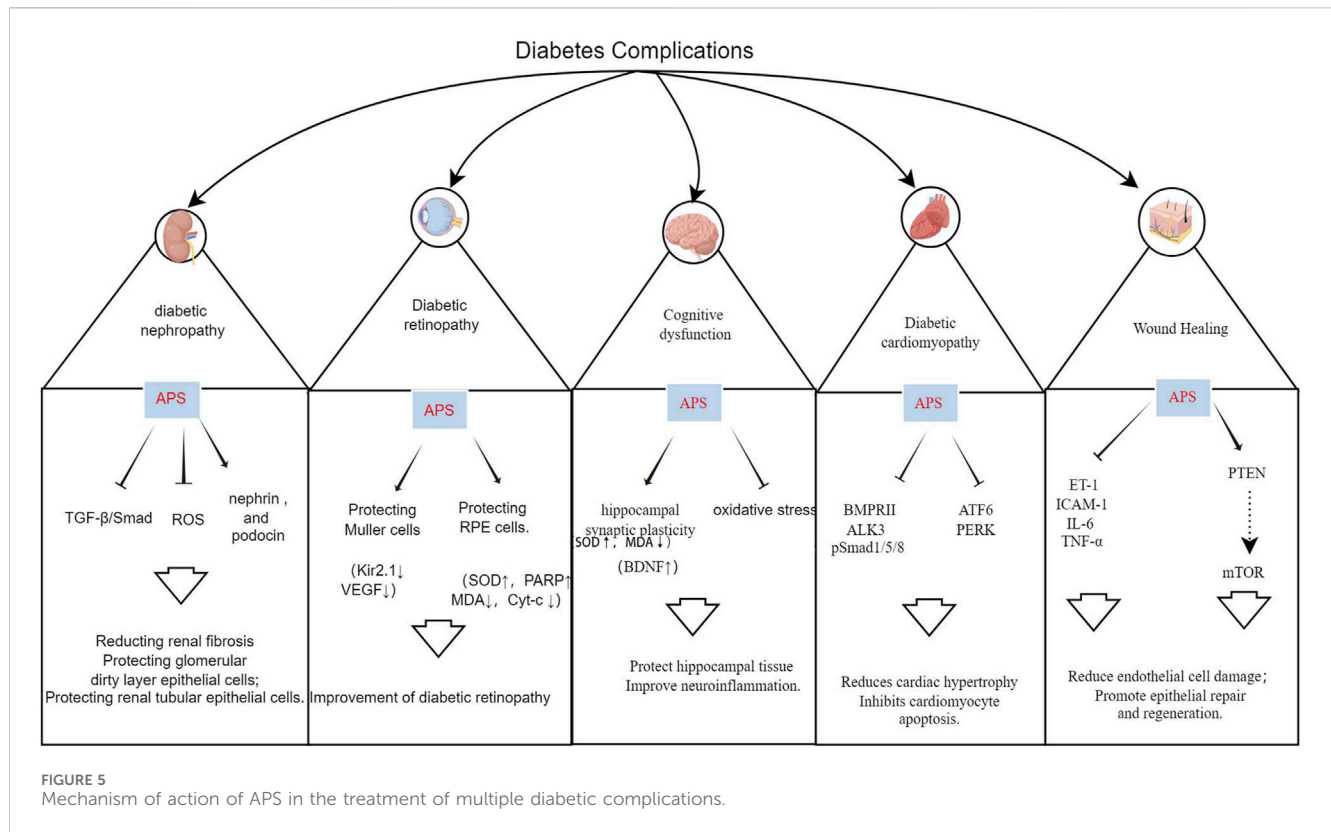 Diabetes Complications
diabetic
nephropathy
APS
TGF-β/Smad
ROS
nephrin ,
and
podocin
Reducting renal fibrosis
Protecting glomerular
dirty layer epithelial cells;
Protecting renal tubular epithelial cells.
Diabetic
retinopathy
APS
Protecting
Muller cells
(Kir2.1↓
VEGF↓)
Protecting
RPE cells.
(SOD↑, PARP↑
MDA↓, Cyt-c ↓)
Improvement of diabetic retinopathy
Cognitive
dysfunction
APS
hippocampal
synaptic plasticity
(SOD↑; MDA↓)
(BDNF↑)
oxidative stress
Protect hippocampal tissue
Improve neuroinflammation.
Diabetic
cardiomyopathy
APS
BMPRII
ALK3
pSmad1/5/8
ATF6
PERK
Reduces cardiac hypertrophy
Inhibits cardiomyocyte
apoptosis.
Wound Healing
APS
ET-1
ICAM-1
IL-6
TNF-α
PTEN
mTOR
Reduce endothelial cell damage;
Promote epithelial repair
and regeneration.
FIGURE 5
Mechanism of action of APS in the treatment of multiple diabetic complications.